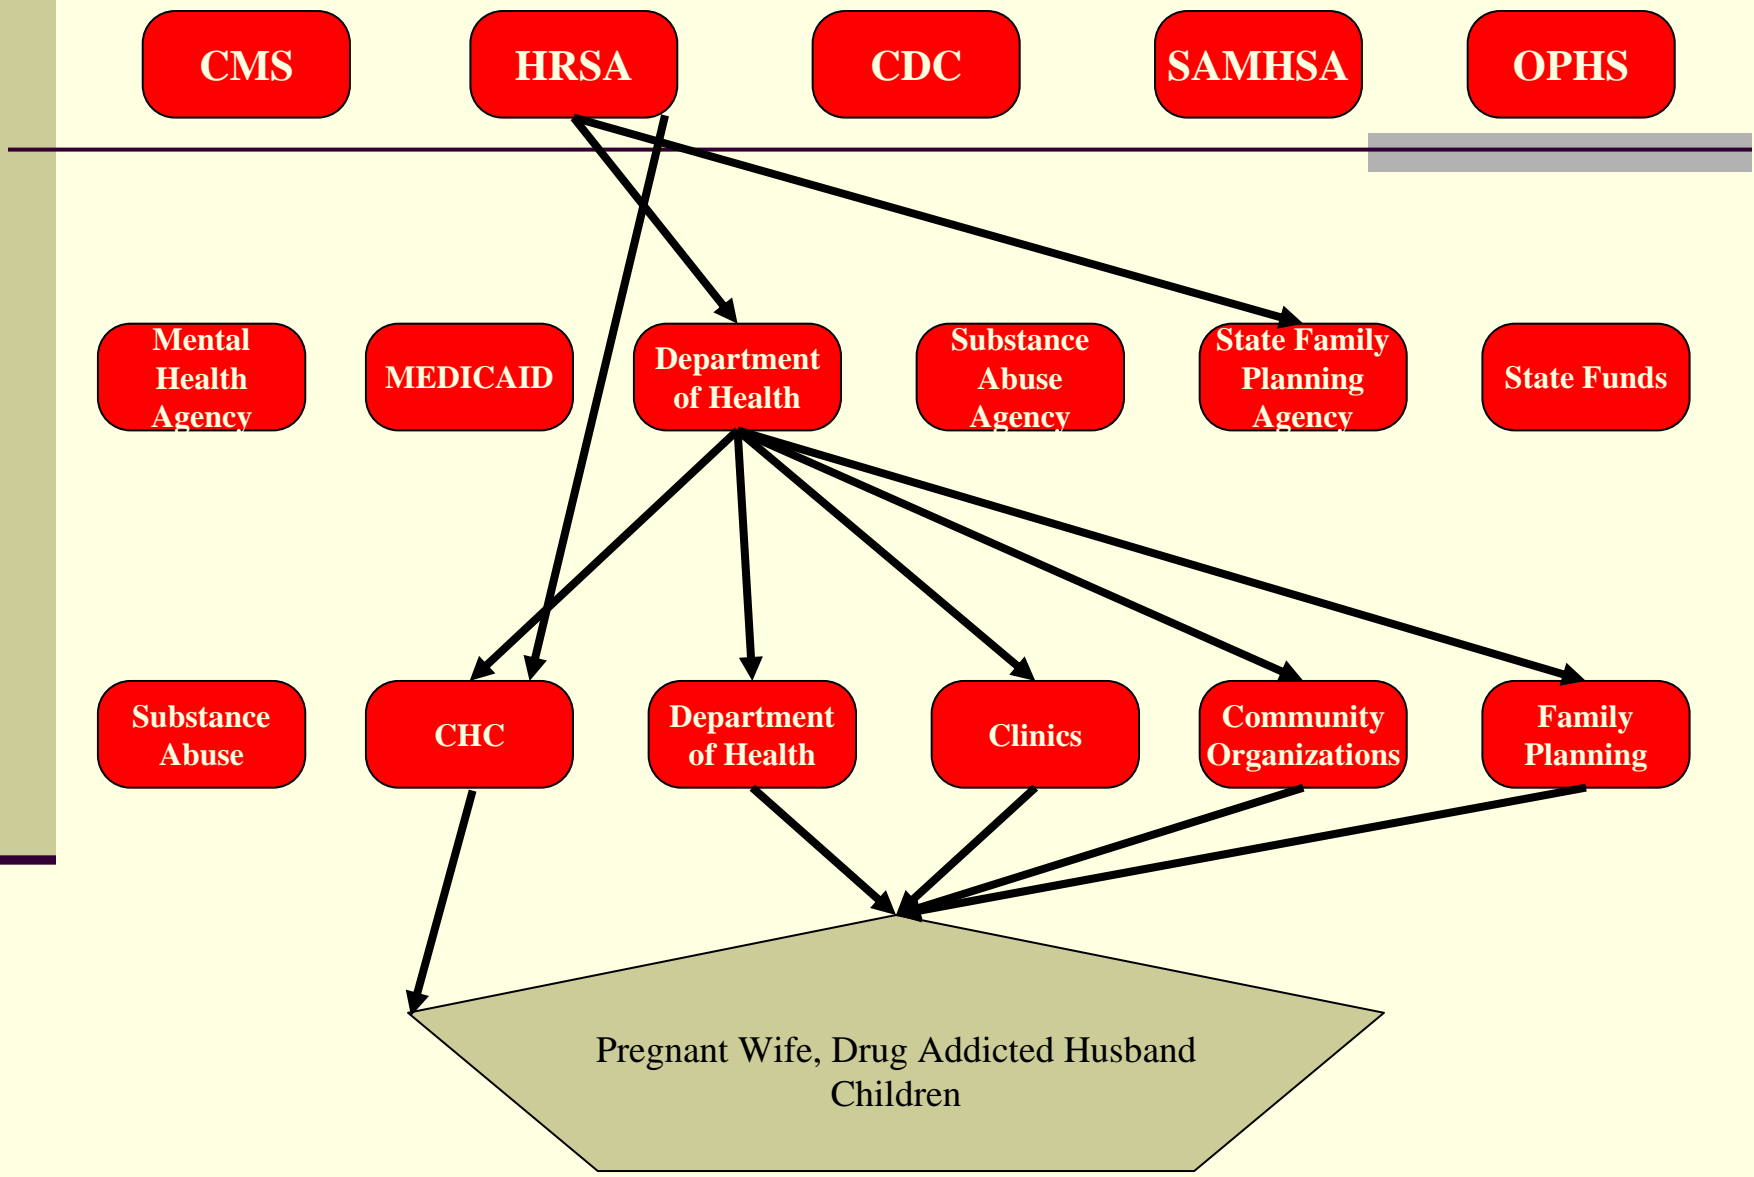 CMS
HRSA
CDC
SAMHSA
OPHS
Mental
Health
Agency
MEDICAID
Department
of Health
Substance
Abuse
Agency
State Family
Planning
Agency
State Funds
Substance
Abuse
CHC
Department
of Health
Clinics
Community
Organizations
Family
Planning
Pregnant Wife, Drug Addicted Husband
Children